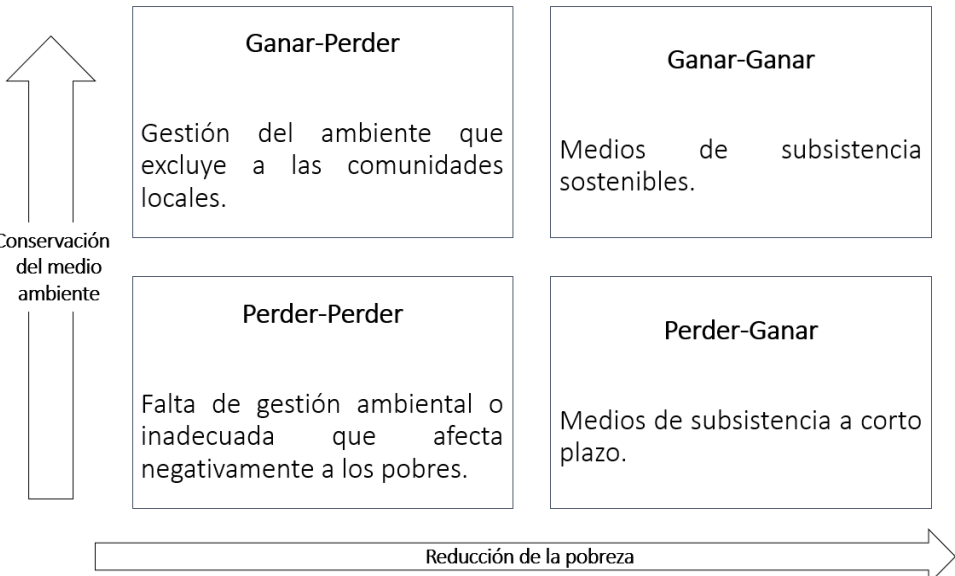 Ganar-Perder
Gestión del ambiente que
excluye a las comunidades
locales.
Ganar-Ganar
Medios de subsistencia
sostenibles.
Conservación
del medio
ambiente
Perder-Perder
Falta de gestión ambiental o
inadecuada que afecta
negativamente a los pobres.
Perder-Ganar
Medios de subsistencia a corto
plazo.
Reducción de la pobreza